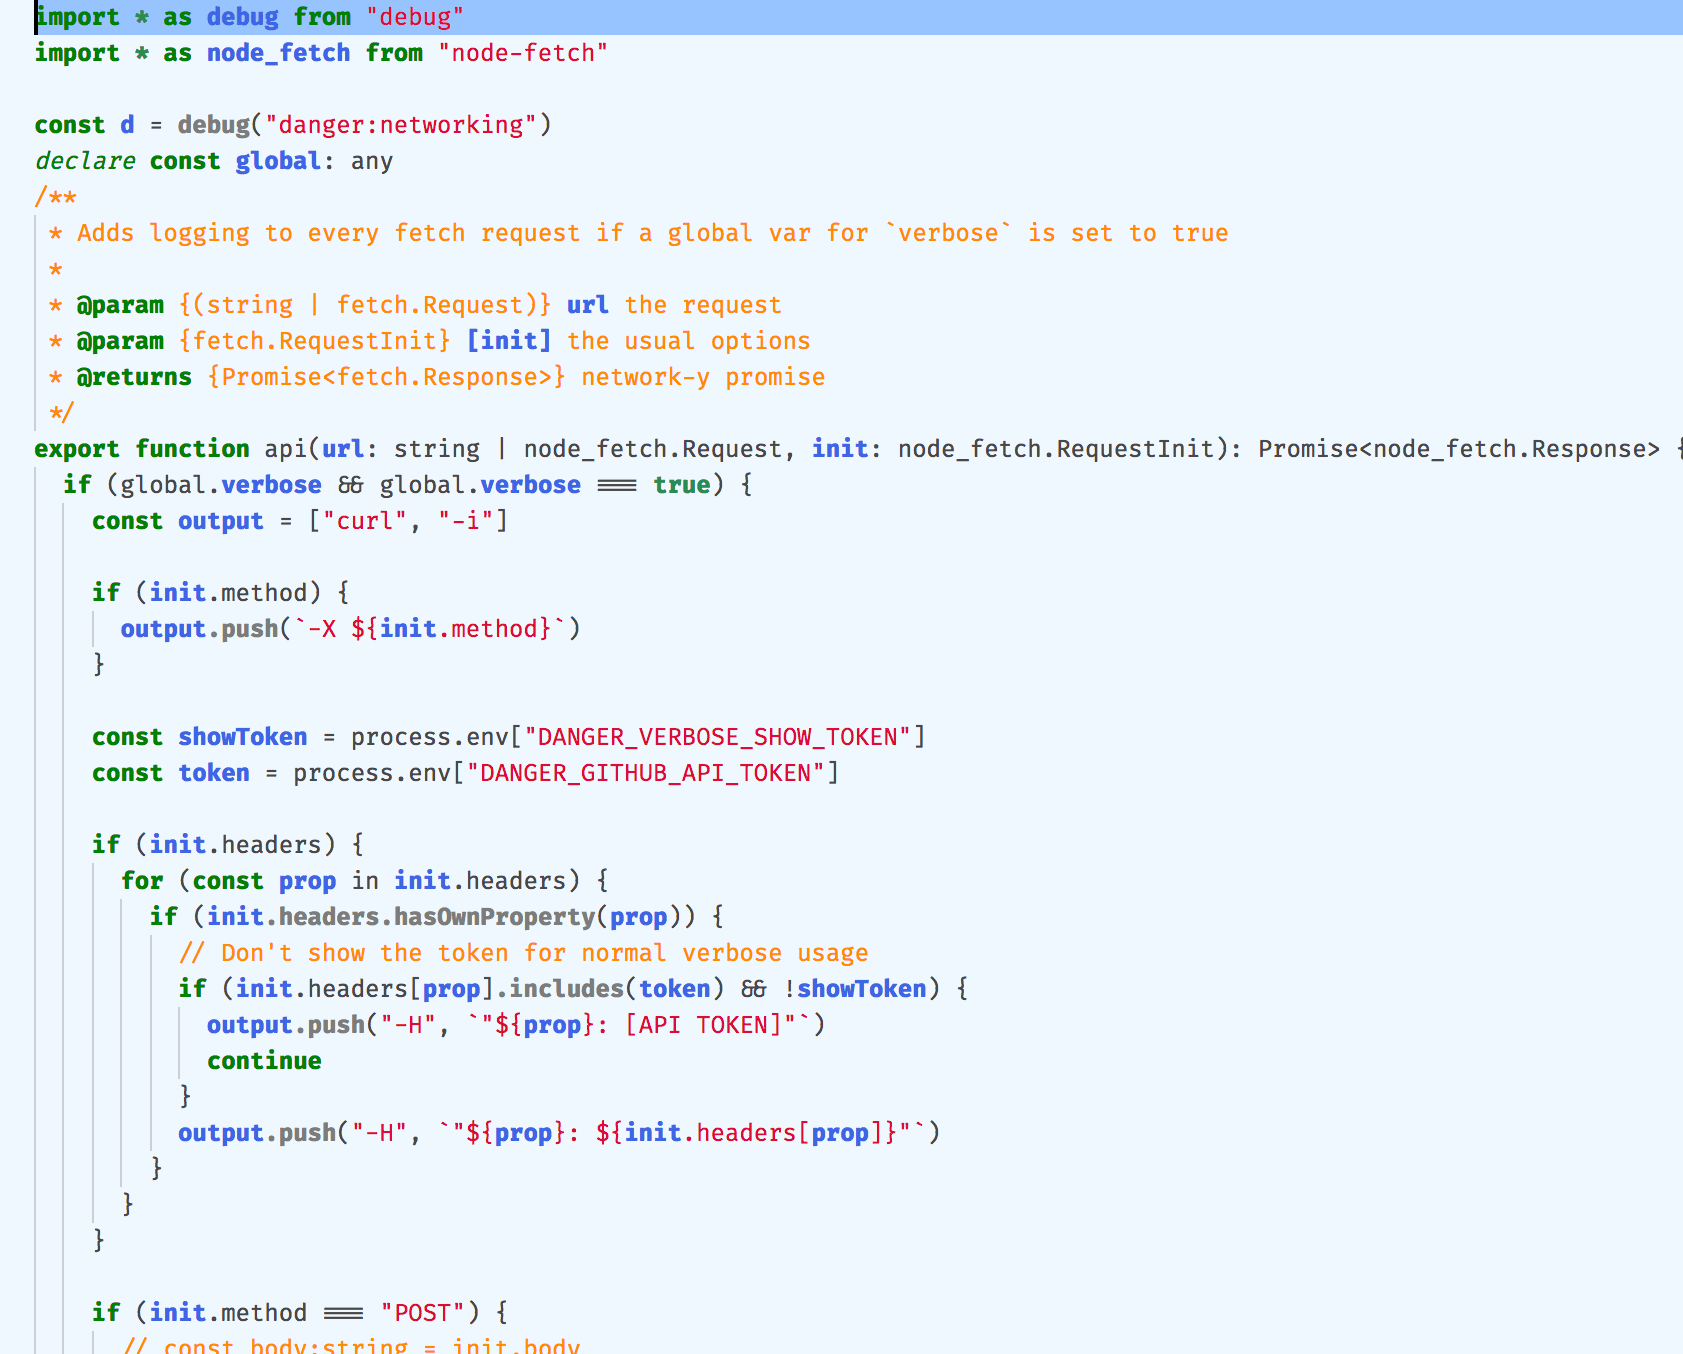 import * as debug from "debug"
import * as node_fetch from "node-fetch"

const d = debug("danger:networking")
declare const global: any
/**
 * Adds logging to every fetch request if a global var for `verbose` is set to true
 *
 * @param {(string | fetch.Request)} url the request
 * @param {fetch.RequestInit} [init] the usual options
 * @returns {Promise<fetch.Response>} network-y promise
 */
export function api(url: string | node_fetch.Request, init: node_fetch.RequestInit): Promise<node_fetch.Response> {
  if (global.verbose && global.verbose === true) {
    const output = ["curl", "-i"]

    if (init.method) {
      output.push(`-X ${init.method}`)
    }

    const showToken = process.env["DANGER_VERBOSE_SHOW_TOKEN"]
    const token = process.env["DANGER_GITHUB_API_TOKEN"]

    if (init.headers) {
      for (const prop in init.headers) {
        if (init.headers.hasOwnProperty(prop)) {
          // Don't show the token for normal verbose usage
          if (init.headers[prop].includes(token) && !showToken) {
            output.push("-H", `"${prop}: [API TOKEN]"`)
            continue
          }
          output.push("-H", `"${prop}: ${init.headers[prop]}"`)
        }
      }
    }

    if (init.method === "POST") {
      // const body:string = init.body